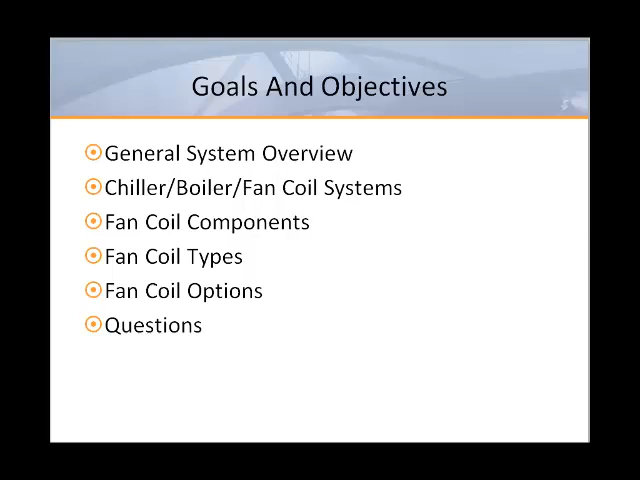 Goals And Objectives
General System Overview
Chiller/Boiler/Fan Coil Systems
Fan Coil Components
Fan Coil Types
Fan Coil Options
Questions